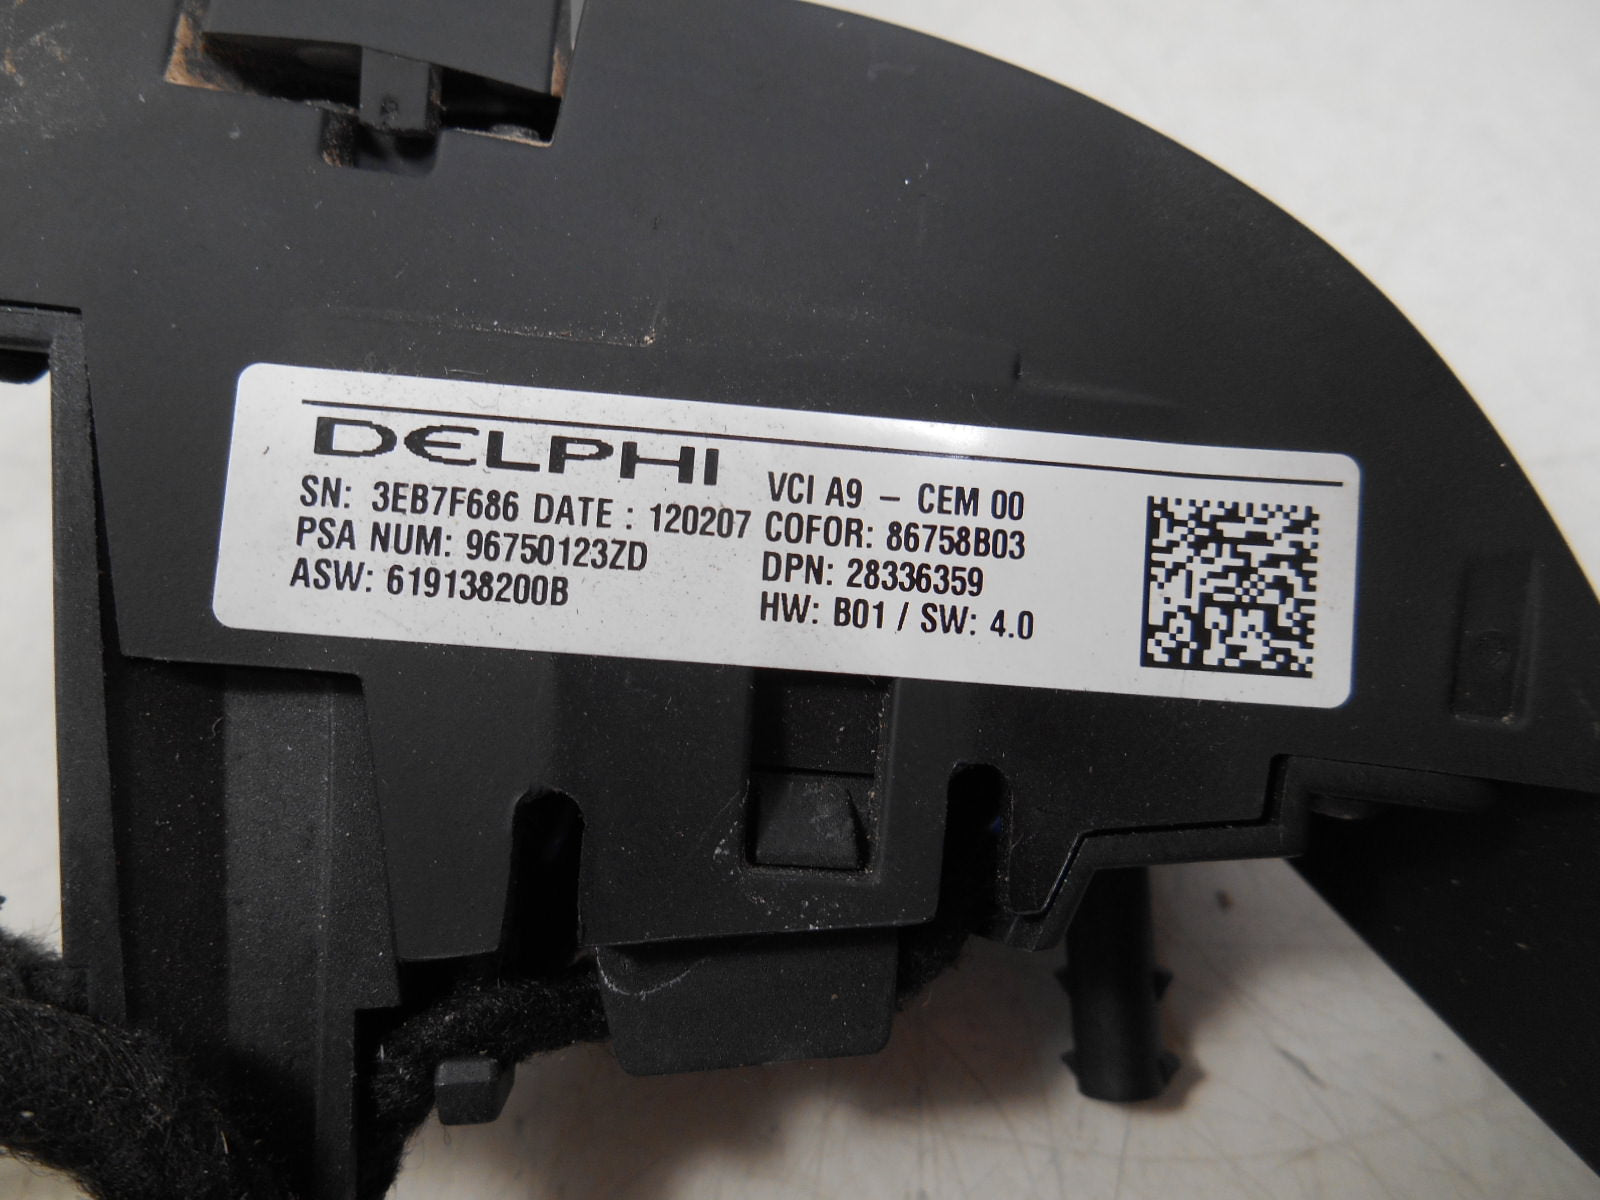 DELPHI
VCI A9 - CEM 00
SN: 3EB7F686 DATE : 120207 COFOR: 86758B03
PSA NUM: 96750123ZD DPN: 28336359
ASW: 619138200B HW: B01 / SW: 4.0